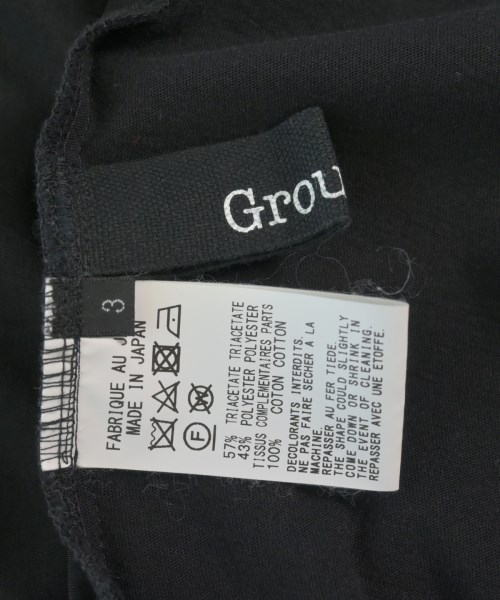 Grou
3
FABRIQUE AU J
MADE IN JAPAN
F
57% TRIACETATE TRIACETATE
43% POLYESTER POLYESTER
TISSUS COMPLEMENTAIRES PARTS
100% COTON COTTON
DECOLORANTS INTERDITS.
NE PAS FAIRE SECHER A LA
MACHINE.
REPASSER AU FER TIEDE.
THE SHAPE COULD SLIGHTLY
COME DOWN OR SHRINK IN
THE EVENT OF CLEANING.
REPASSER AVEC UNE ETOFFE.